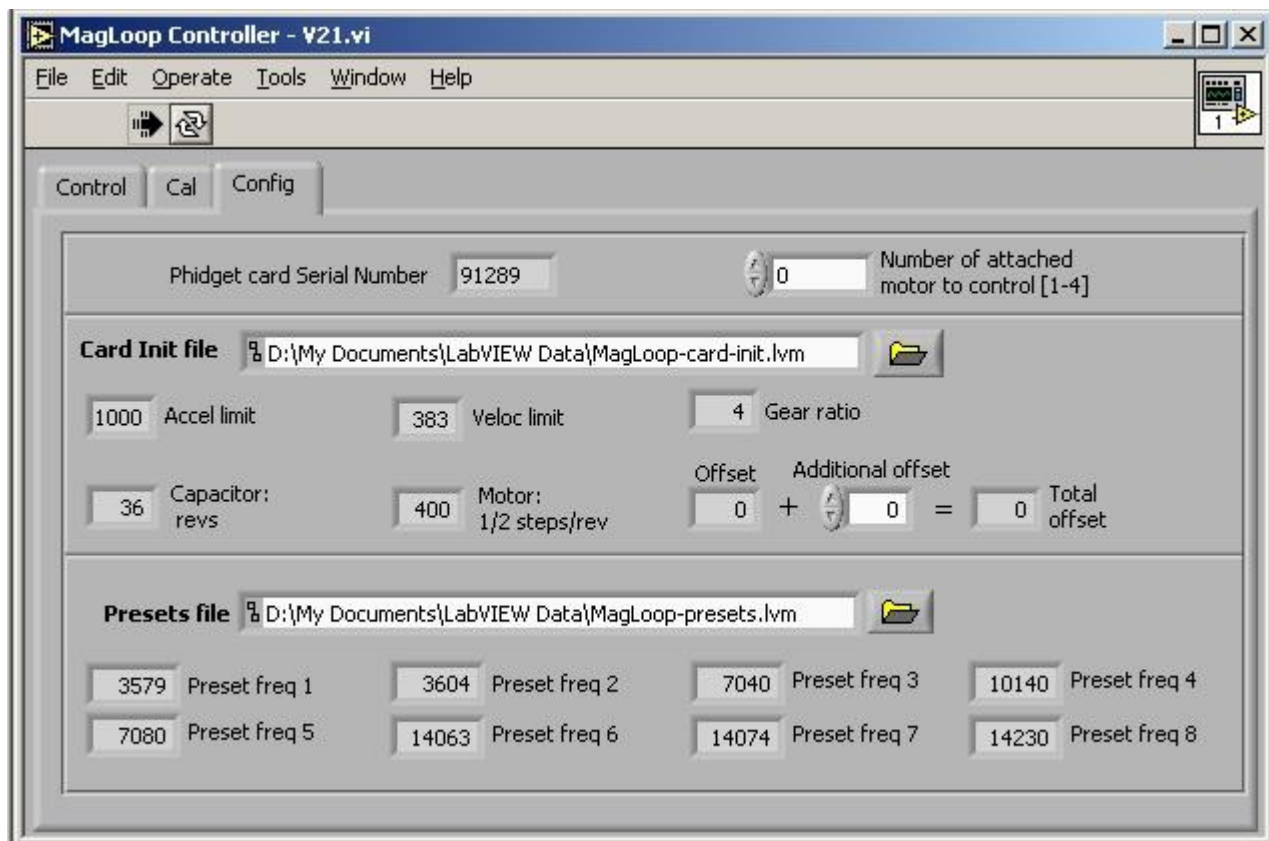 MagLoop Controller - V21.vi
File Edit Operate Tools Window Help
1
Control Cal Config
Phidget card Serial Number 91289 0 Number of attached
motor to control [1-4]
Card Init file D:\My Documents\LabVIEW Data\MagLoop-card-init.lvm
1000 Accel limit 383 Veloc limit 4 Gear ratio
Offset Additional offset
36 Capacitor:
revs
400 Motor:
1/2 steps/rev
0 + 0 = 0 Total
offset
Presets file D:\My Documents\LabVIEW Data\MagLoop-presets.lvm
3579 Preset freq 1 3604 Preset freq 2 7040 Preset freq 3 10140 Preset freq 4
7080 Preset freq 5 14063 Preset freq 6 14074 Preset freq 7 14230 Preset freq 8